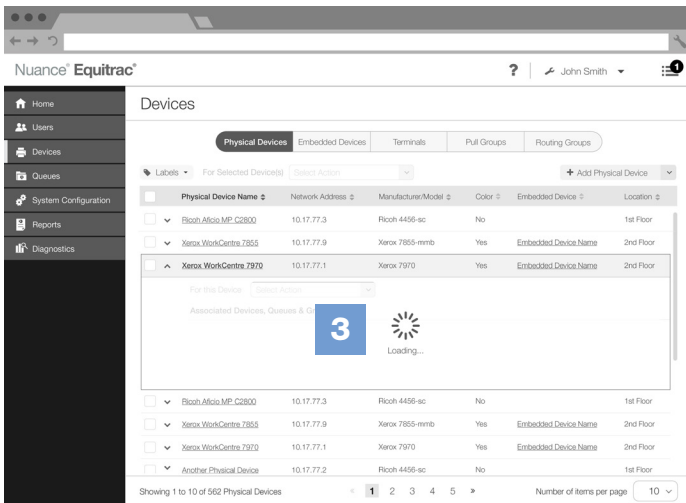 Nuance® Equitrac®
? John Smith 1
Home
Users
Devices
Queues
System Configuration
Reports
Diagnostics
Devices
Physical Devices Embedded Devices Terminals Pull Groups Routing Groups
Labels For Selected Device(s) Select Action + Add Physical Device
Physical Device Name Network Address Manufacturer/Model Color Embedded Device Location
Ricoh Aficio MP C2800 10.17.77.3 Ricoh 4456-sc No 1st Floor
Xerox WorkCentre 7855 10.17.77.9 Xerox 7855-mmb Yes Embedded Device Name 2nd Floor
Xerox WorkCentre 7970 10.17.77.1 Xerox 7970 Yes Embedded Device Name 2nd Floor
For this Device Select Action
Associated Devices, Queues &
3
Loading...
Ricoh Aficio MP C2800 10.17.77.3 Ricoh 4456-sc No 1st Floor
Xerox WorkCentre 7855 10.17.77.9 Xerox 7855-mmb Yes Embedded Device Name 2nd Floor
Xerox WorkCentre 7970 10.17.77.1 Xerox 7970 Yes Embedded Device Name 2nd Floor
Another Physical Device 10.17.77.2 Ricoh 4456-sc No 1st Floor
Showing 1 to 10 of 562 Physical Devices « 1 2 3 4 5 » Number of items per page 10